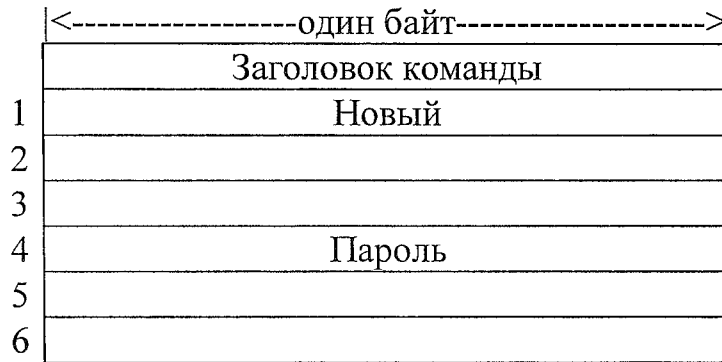 |<----------------один байт----------------->
Заголовок команды
1 Новый
2
3
4 Пароль
5
6